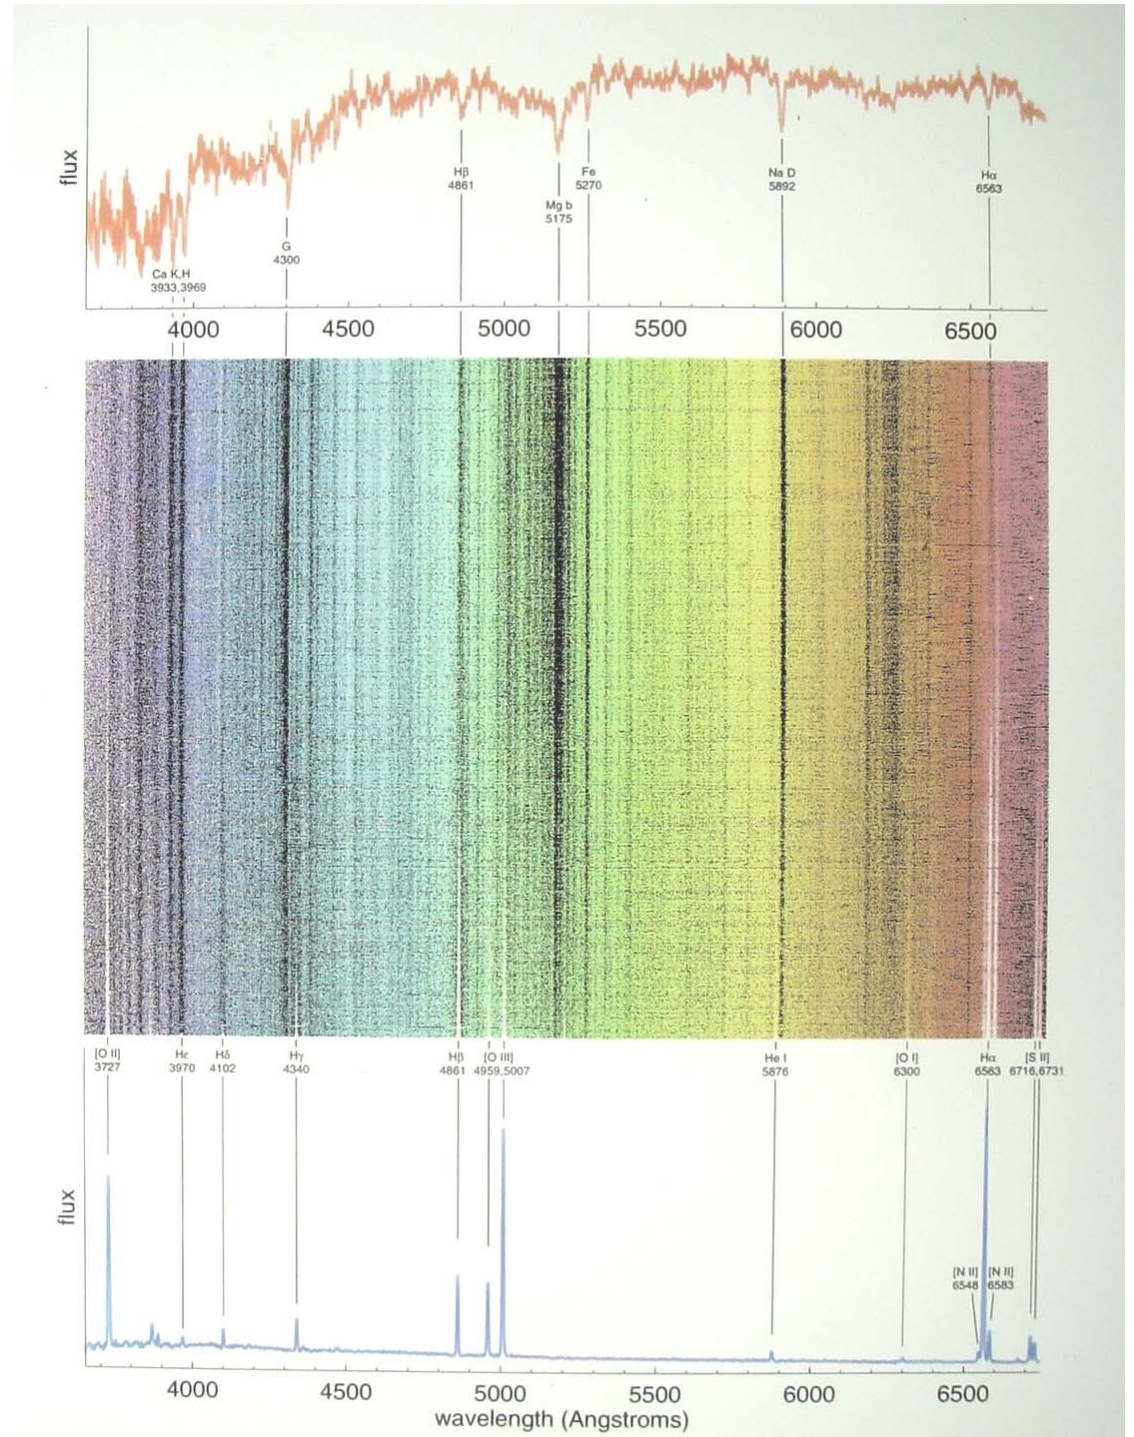 flux
Hβ
4861
Fe
5270
Na D
5892
Hα
6563
Mg b
5175
G
4300
Ca K,H
3933,3969
4000 4500 5000 5500 6000 6500
[O II]
3727
Hε
3970
Hδ
4102
Hγ
4340
Hβ
4861
[O III]
4959,5007
He I
5876
[O I]
6300
Hα
6563
[S II]
6716,6731
flux
[N II]
6548
[N II]
6583
4000 4500 5000 5500 6000 6500
wavelength (Angstroms)